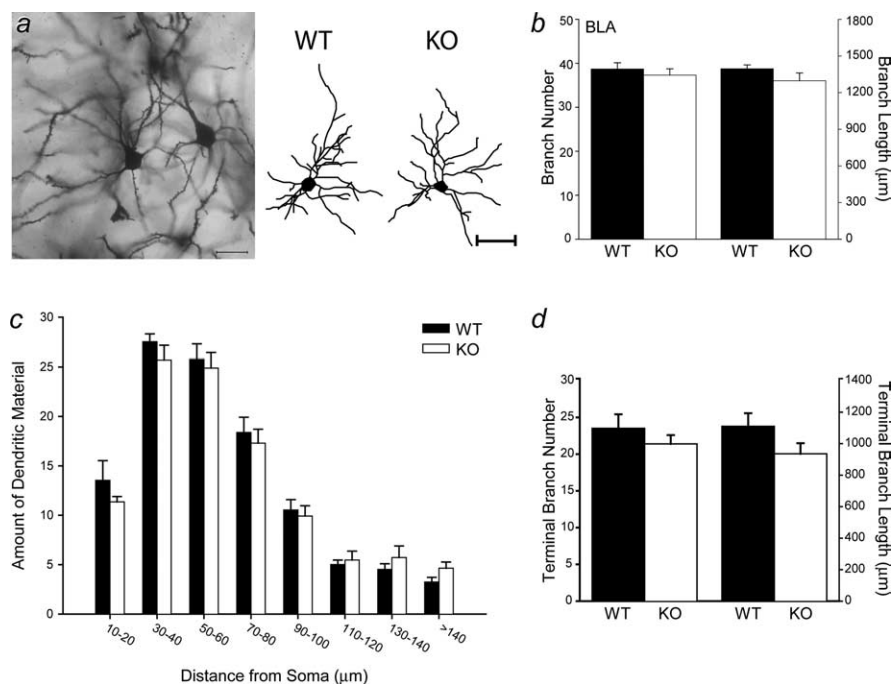 a
WT
KO
b
BLA
Branch Number
50
40
30
20
10
0
1800
1500
1200
900
600
300
0
Branch Length (µm)
WT KO WT KO
c
Amount of Dendritic Material
30
25
20
15
10
5
0
WT
KO
10-20 30-40 50-60 70-80 90-100 110-120 130-140 >140
Distance from Soma (µm)
d
Terminal Branch Number
30
25
20
15
10
5
0
1400
1200
1000
800
600
400
200
0
Terminal Branch Length (µm)
WT KO WT KO